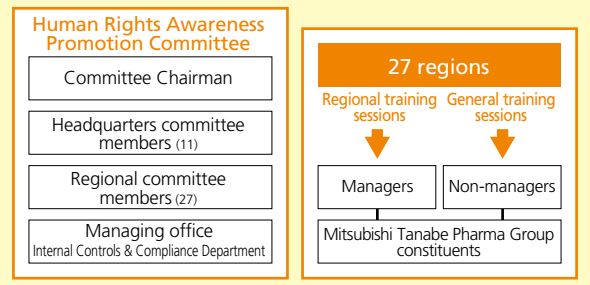 Human Rights Awareness
Promotion Committee
Committee Chairman
Headquarters committee
members (11)
Regional committee
members (27)
Managing office
Internal Controls & Compliance Department
27 regions
Regional training
sessions
General training
sessions
Managers
Non-managers
Mitsubishi Tanabe Pharma Group
constituents